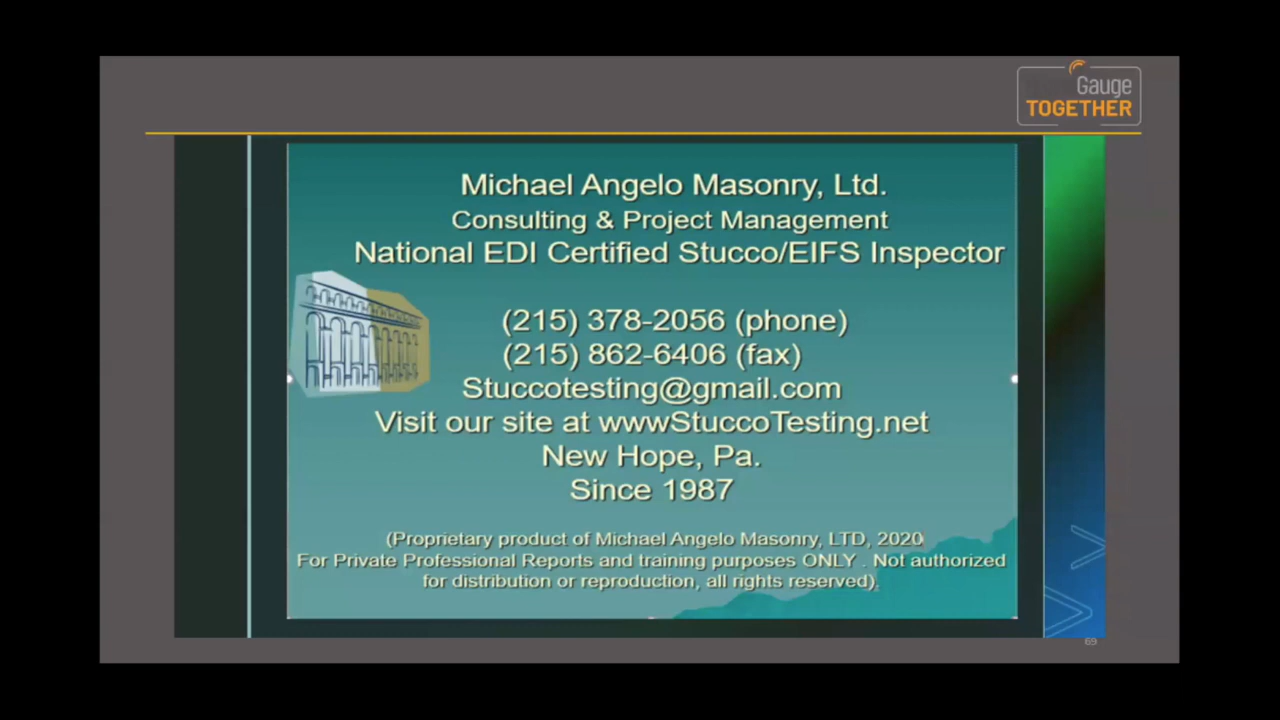 Gauge
TOGETHER
Michael Angelo Masonry, Ltd.
Consulting & Project Management
National EDI Certified Stucco/EIFS Inspector
(215) 378-2056 (phone)
(215) 862-6406 (fax)
Stuccotesting@gmail.com
Visit our site at wwwStuccoTesting.net
New Hope, Pa.
Since 1987
(Proprietary product of Michael Angelo Masonry, LTD, 2020
For Private Professional Reports and training purposes ONLY . Not authorized
for distribution or reproduction, all rights reserved).
69